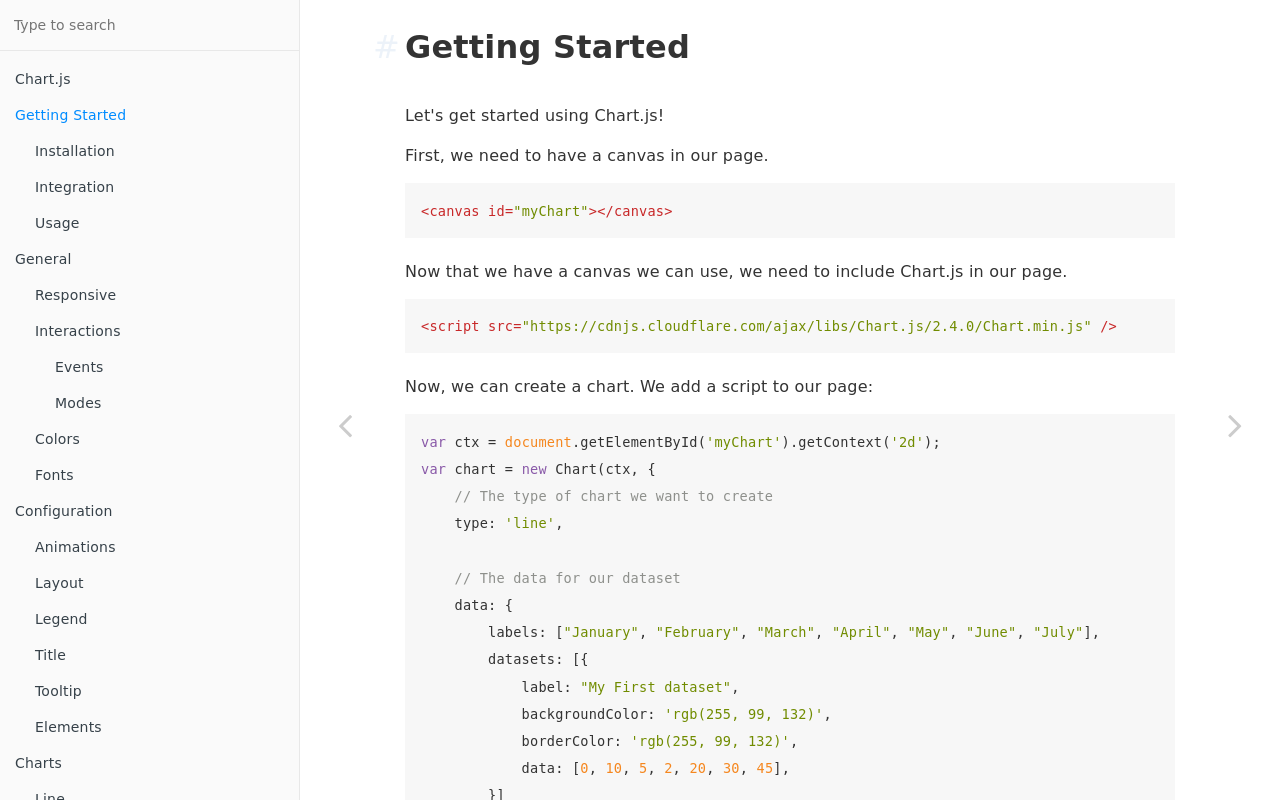 Type to search
Chart.js
Getting Started
Installation
Integration
Usage
General
Responsive
Interactions
Events
Modes
Colors
Fonts
Configuration
Animations
Layout
Legend
Title
Tooltip
Elements
Charts
Line
# Getting Started
Let's get started using Chart.js!
First, we need to have a canvas in our page.
<canvas id="myChart"></canvas>
Now that we have a canvas we can use, we need to include Chart.js in our page.
<script src="https://cdnjs.cloudflare.com/ajax/libs/Chart.js/2.4.0/Chart.min.js" />
Now, we can create a chart. We add a script to our page:
var ctx = document.getElementById('myChart').getContext('2d');
var chart = new Chart(ctx, {
    // The type of chart we want to create
    type: 'line',

    // The data for our dataset
    data: {
        labels: ["January", "February", "March", "April", "May", "June", "July"],
        datasets: [{
            label: "My First dataset",
            backgroundColor: 'rgb(255, 99, 132)',
            borderColor: 'rgb(255, 99, 132)',
            data: [0, 10, 5, 2, 20, 30, 45],
        }]